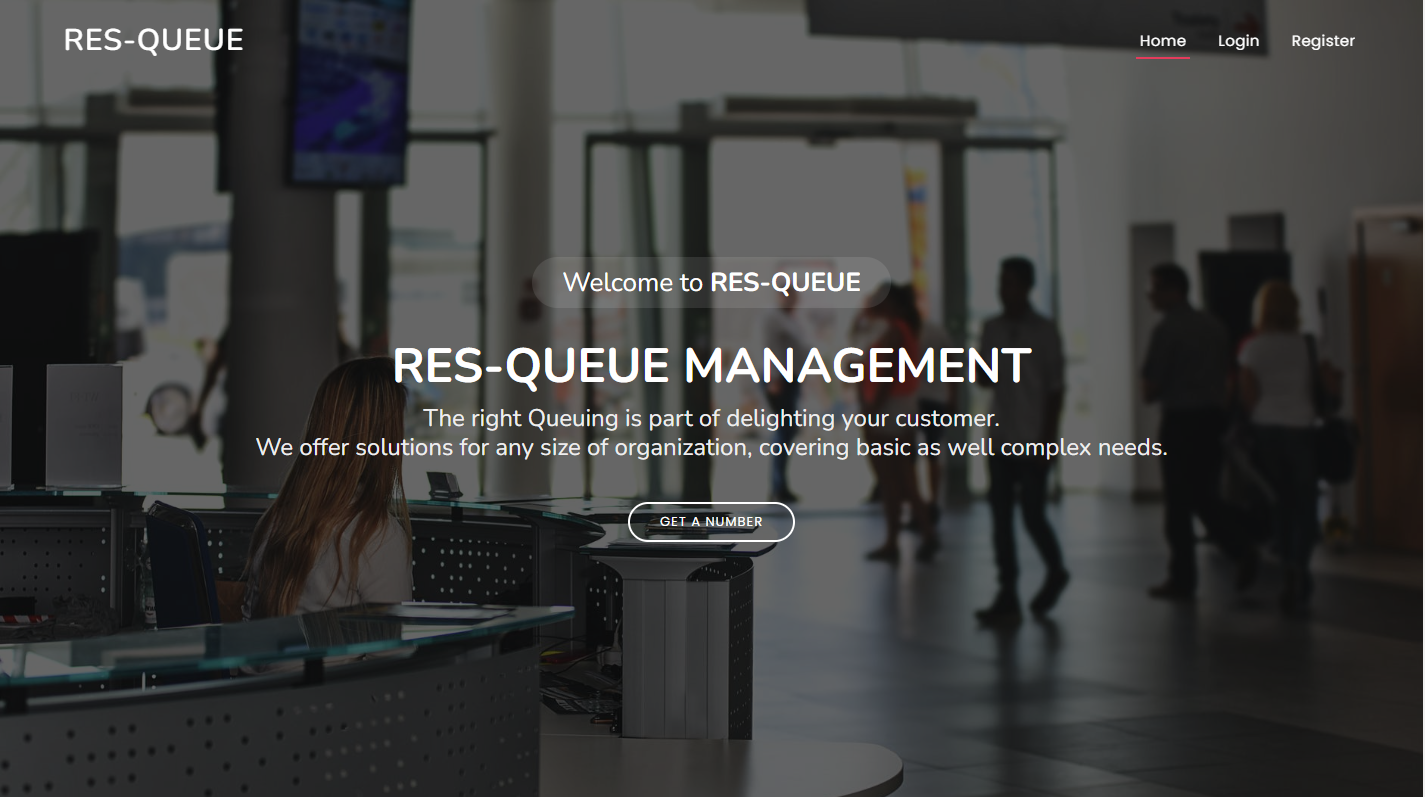 RES-QUEUE
Home Login Register
Welcome to RES-QUEUE
RES-QUEUE MANAGEMENT
The right Queuing is part of delighting your customer.
We offer solutions for any size of organization, covering basic as well complex needs.
GET A NUMBER